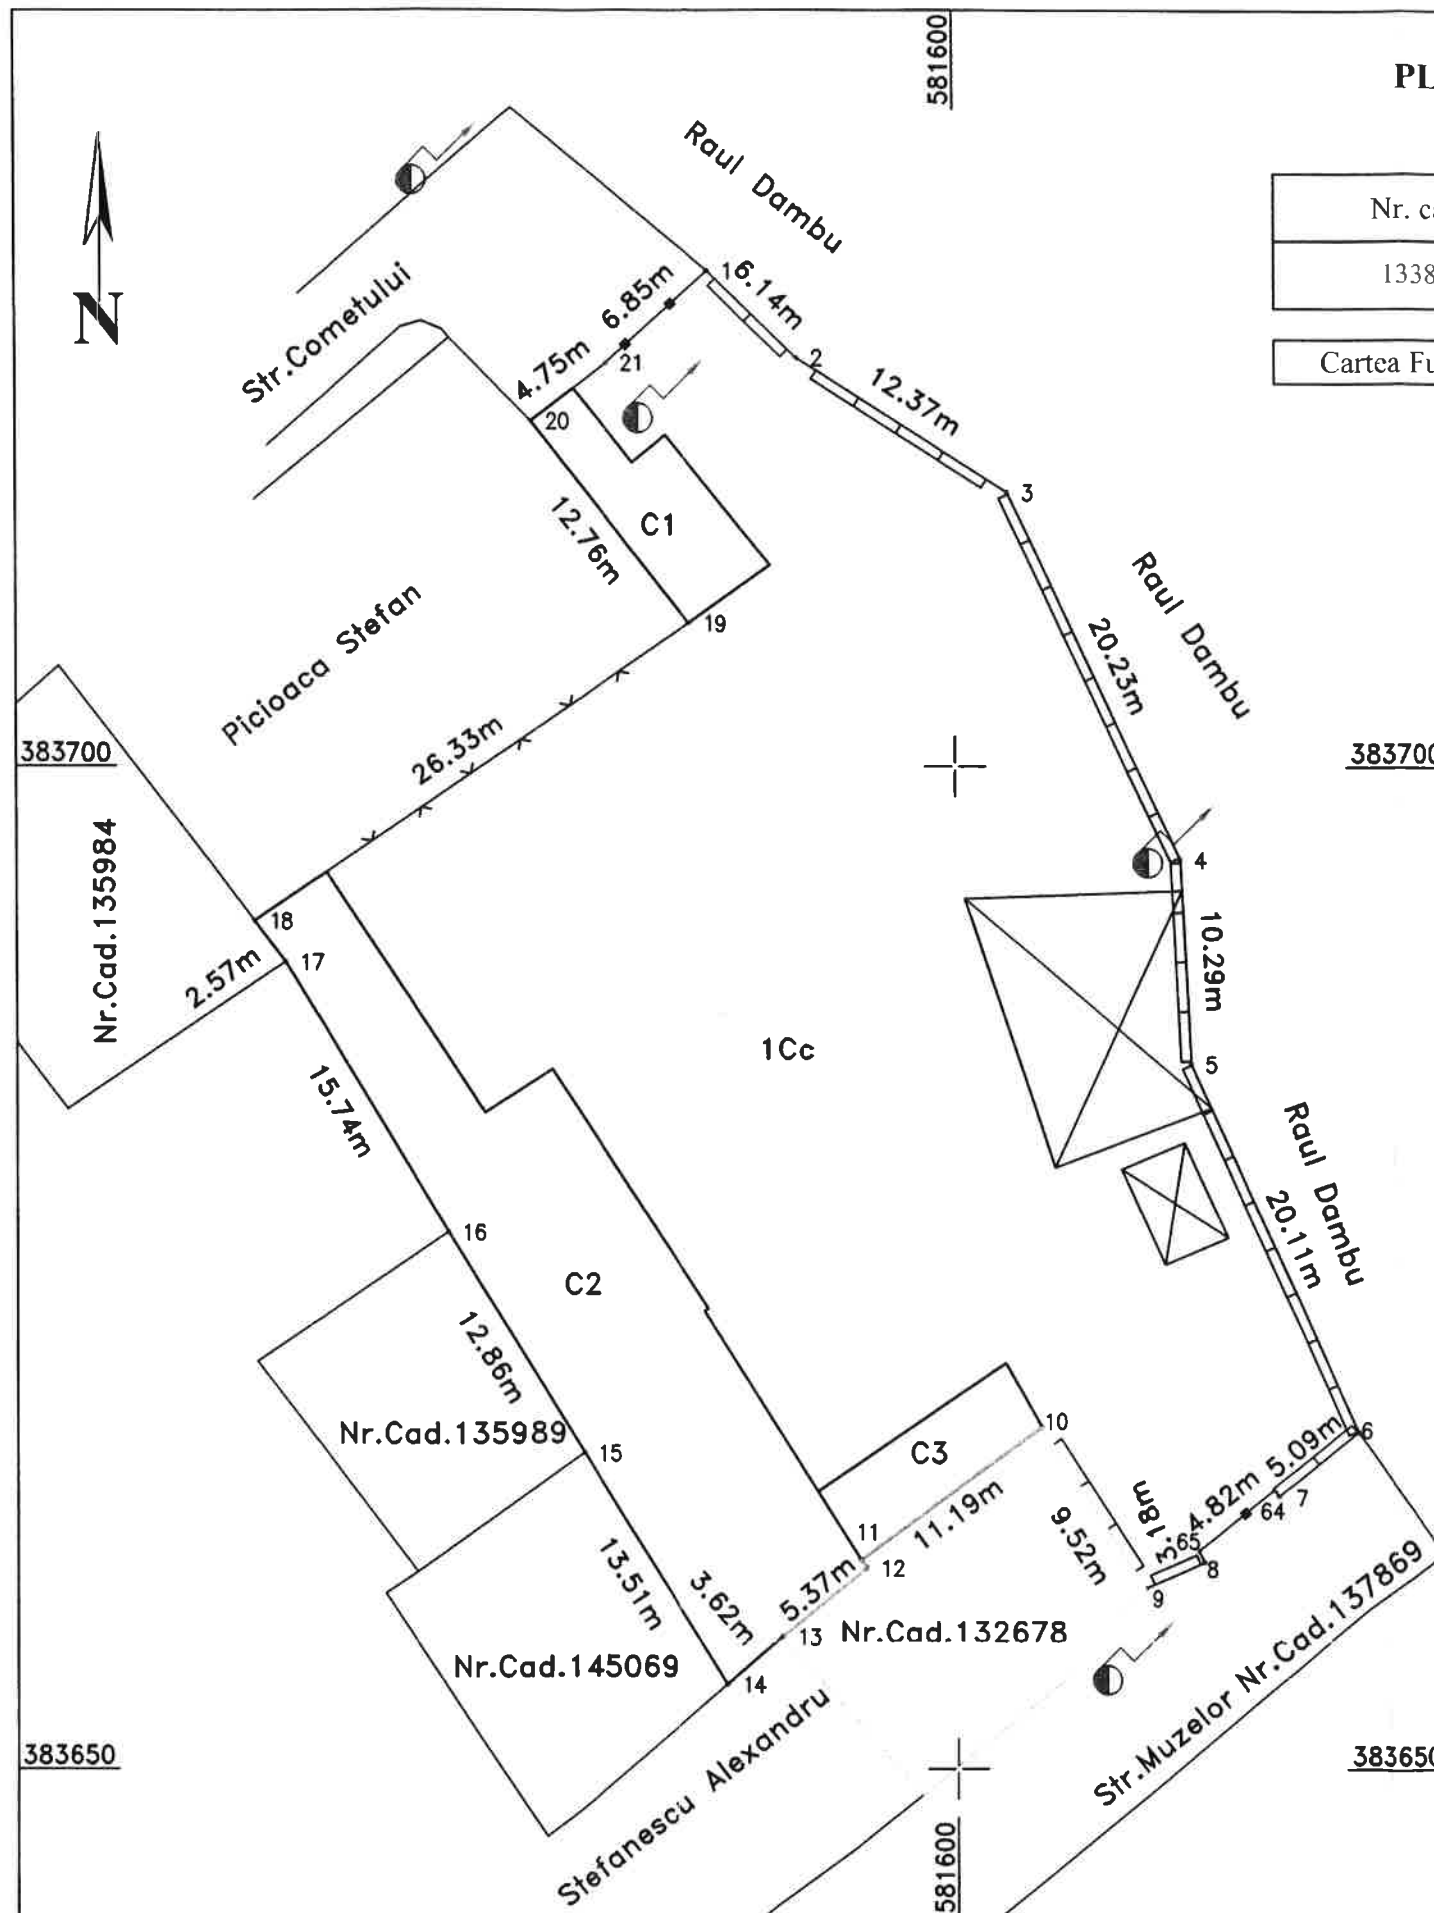 581600
PL
Nr. ca
1338
Cartea Fu
N
Raul Dambu
Str.Cometului
1
6.14m
6.85m
2
21
4.75m
12.37m
20
3
C1
12.76m
19
Raul Dambu
20.23m
Picioaca Stefan
26.33m
383700
383700
Nr.Cad.135984
4
18
17
10.29m
2.57m
1Cc
5
15.74m
Raul Dambu
20.11m
16
C2
12.86m
10
6
Nr.Cad.135989
15
C3
5.09m
7
4.82m
64
3.18m
65
8
9
9.52m
11.19m
11
12
13.51m
3.62m
5.37m
13
Nr.Cad.132678
Nr.Cad.145069
14
Str.Muzelor Nr.Cad.137869
Stefanescu Alexandru
383650
383650
581600